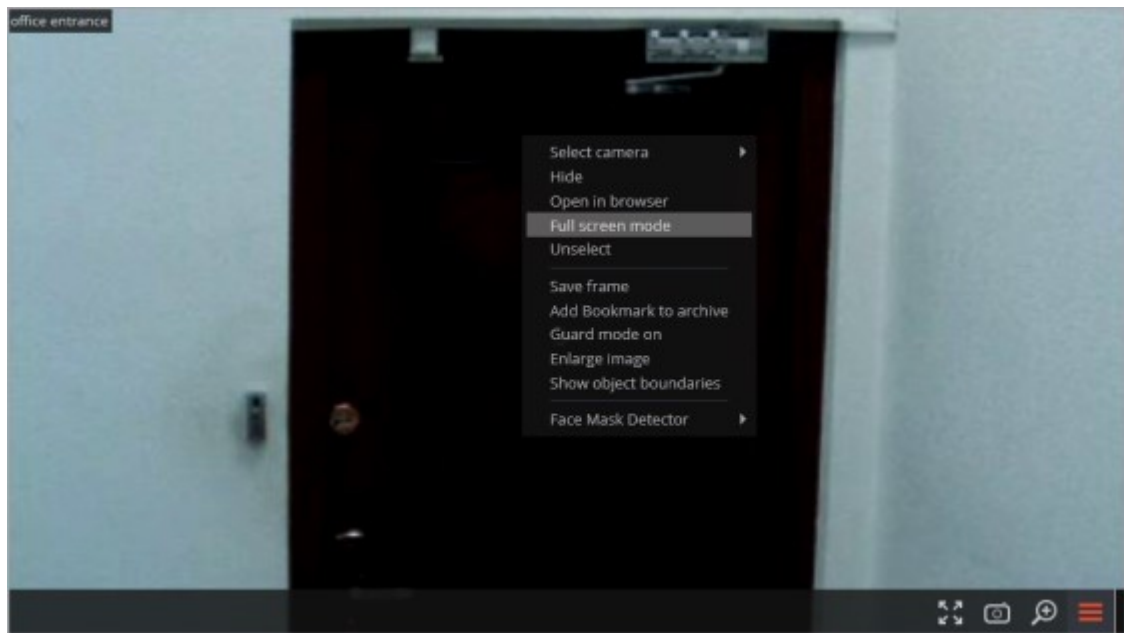 office entrance
Select camera
Hide
Open in browser
Full screen mode
Unselect
Save frame
Add Bookmark to archive
Guard mode on
Enlarge image
Show object boundaries
Face Mask Detector